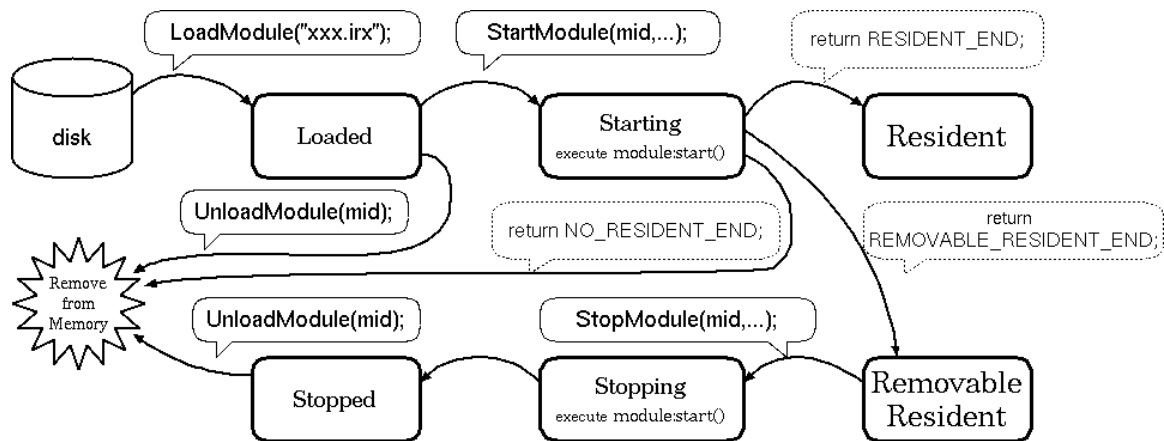 LoadModule("xxx.irx");
StartModule(mid,...);
return RESIDENT_END;
disk
Loaded
Starting
execute module:start()
Resident
UnloadModule(mid);
return NO_RESIDENT_END;
return
REMOVABLE_RESIDENT_END;
Remove
from
Memory
UnloadModule(mid);
StopModule(mid,...);
Stopped
Stopping
execute module:start()
Removable
Resident